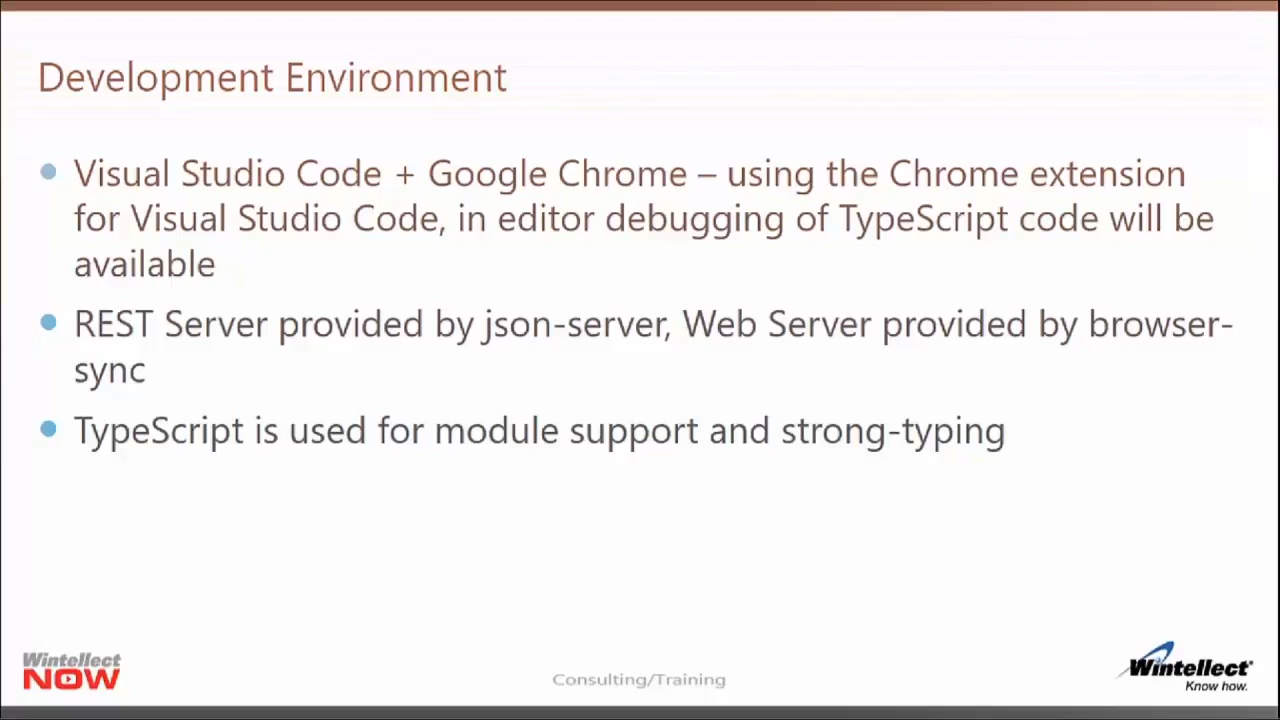 Development Environment
Visual Studio Code + Google Chrome – using the Chrome extension
for Visual Studio Code, in editor debugging of TypeScript code will be
available
REST Server provided by json-server, Web Server provided by browser-
sync
TypeScript is used for module support and strong-typing
Wintellect
NOW
Consulting/Training
Wintellect
Know how.